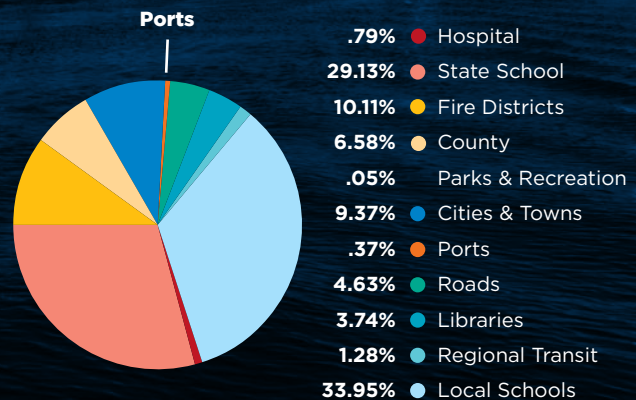 Ports
.79% Hospital
29.13% State School
10.11% Fire Districts
6.58% County
.05% Parks & Recreation
9.37% Cities & Towns
.37% Ports
4.63% Roads
3.74% Libraries
1.28% Regional Transit
33.95% Local Schools